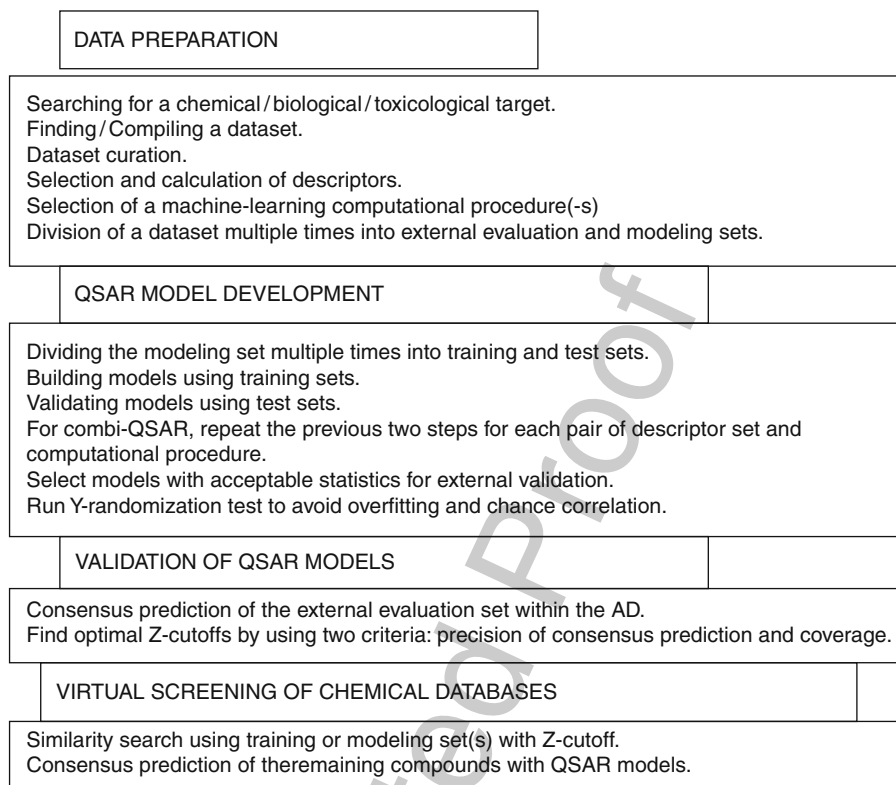 DATA PREPARATION
Searching for a chemical/biological/toxicological target.
Finding/Compiling a dataset.
Dataset curation.
Selection and calculation of descriptors.
Selection of a machine-learning computational procedure(-s)
Division of a dataset multiple times into external evaluation and modeling sets.
QSAR MODEL DEVELOPMENT
Dividing the modeling set multiple times into training and test sets.
Building models using training sets.
Validating models using test sets.
For combi-QSAR, repeat the previous two steps for each pair of descriptor set and
computational procedure.
Select models with acceptable statistics for external validation.
Run Y-randomization test to avoid overfitting and chance correlation.
VALIDATION OF QSAR MODELS
Consensus prediction of the external evaluation set within the AD.
Find optimal Z-cutoffs by using two criteria: precision of consensus prediction and coverage.
VIRTUAL SCREENING OF CHEMICAL DATABASES
Similarity search using training or modeling set(s) with Z-cutoff.
Consensus prediction of theremaining compounds with QSAR models.
ted Proof